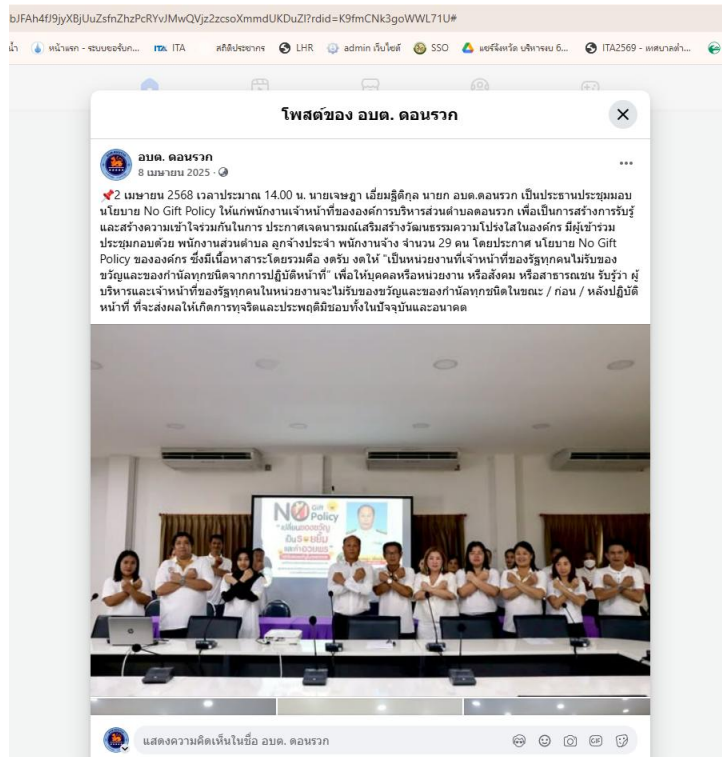 bJFAh4fJ9jyXBjUuZsfnZhzPcRYvJMwQVjz2zcsoXmmdUKDuZl?rdid=K9fmCNk3goWWL71U#
น้ำ หน้าแรก - ระบบขอรับก... ITA ITA สถิติประชากร LHR admin เว็บไซต์ SSO แชร์จังหวัด บริหารงบ 6... ITA2569 - เทศบาลตำ...
โพสต์ของ อบต. ดอนรวก
อบต. ดอนรวก
8 เมษายน 2025 ·
📌2 เมษายน 2568 เวลาประมาณ 14.00 น. นายเจษฎา เอี่ยมฐิติกุล นายก อบต.ดอนรวก เป็นประธานประชุมมอบ
นโยบาย No Gift Policy ให้แก่พนักงานเจ้าหน้าที่ขององค์การบริหารส่วนตำบลดอนรวก เพื่อเป็นการสร้างการรับรู้
และสร้างความเข้าใจร่วมกันในการ ประกาศเจตนารมณ์เสริมสร้างวัฒนธรรมความโปร่งใสในองค์กร มีผู้เข้าร่วม
ประชุมกอบด้วย พนักงานส่วนตำบล ลูกจ้างประจำ พนักงานจ้าง จำนวน 29 คน โดยประกาศ นโยบาย No Gift
Policy ขององค์กร ซึ่งมีเนื้อหาสาระโดยรวมคือ งดรับ งดให้ "เป็นหน่วยงานที่เจ้าหน้าที่ของรัฐทุกคนไม่รับของ
ขวัญและของกำนัลทุกชนิดจากการปฏิบัติหน้าที่" เพื่อให้บุคคลหรือหน่วยงาน หรือสังคม หรือสาธารณชน รับรู้ว่า ผู้
บริหารและเจ้าหน้าที่ของรัฐทุกคนในหน่วยงานจะไม่รับของขวัญและของกำนัลทุกชนิดในขณะ / ก่อน / หลังปฏิบัติ
หน้าที่ ที่จะส่งผลให้เกิดการทุจริตและประพฤติมิชอบทั้งในปัจจุบันและอนาคต
NO Gift Policy
"เปลี่ยนของขวัญ
เป็นรอยยิ้ม
และคำอวยพร"
แสดงความคิดเห็นในชื่อ อบต. ดอนรวก
GIF